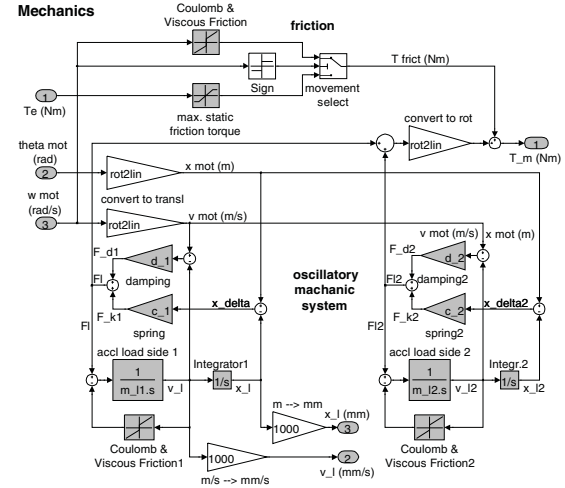 Mechanics
Coulomb &
Viscous Friction
friction
T frict (Nm)
Sign
movement
select
1
Te (Nm)
max. static
friction torque
convert to rot
rot2lin
1
T_m (Nm)
theta mot
(rad)
2
rot2lin
x mot (m)
w mot
(rad/s)
3
convert to transl
rot2lin
v mot (m/s)
v mot (m/s)
x mot (m)
F_d1
d_1
damping
Fl
F_k1
c_1
spring
x_delta
oscillatory
machanic
system
F_d2
d_2
Fl2
damping2
F_k2
c_2
spring2
x_delta2
Fl
accl load side 1
1
m_l1.s
v_l
Integrator1
1/s
x_l
Fl2
accl load side 2
1
m_l2.s
v_l2
Integr.2
1/s
x_l2
m --> mm
1000
x_l (mm)
3
Coulomb &
Viscous Friction1
1000
m/s --> mm/s
2
v_l (mm/s)
Coulomb &
Viscous Friction2